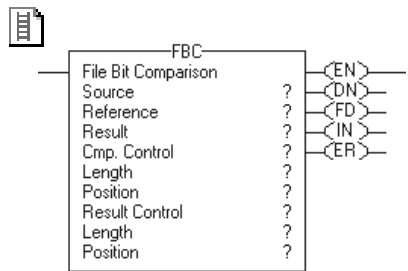 FBC
File Bit Comparison EN
Source ? DN
Reference ? FD
Result ? IN
Cmp. Control ? ER
Length ?
Position ?
Result Control ?
Length ?
Position ?